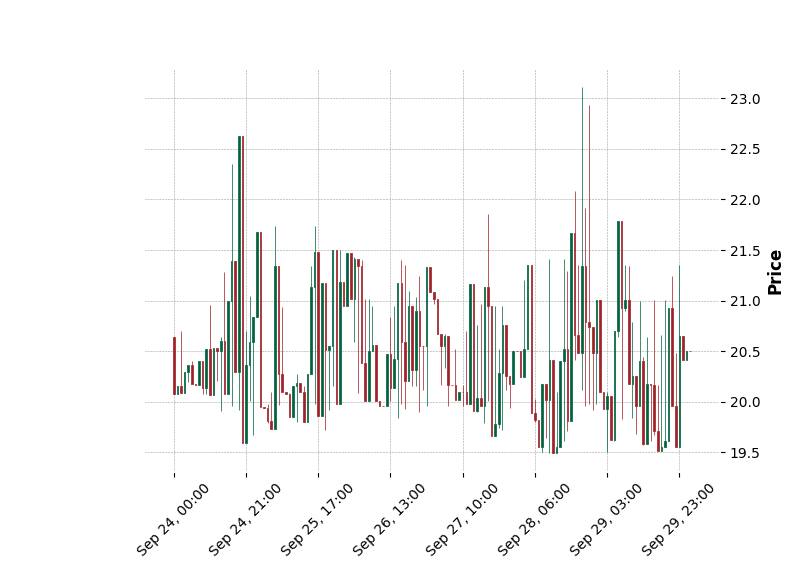 23.0
22.5
22.0
21.5
21.0
20.5
20.0
19.5
Price
Sep 24, 00:00
Sep 24, 21:00
Sep 25, 17:00
Sep 26, 13:00
Sep 27, 10:00
Sep 28, 06:00
Sep 29, 03:00
Sep 29, 23:00